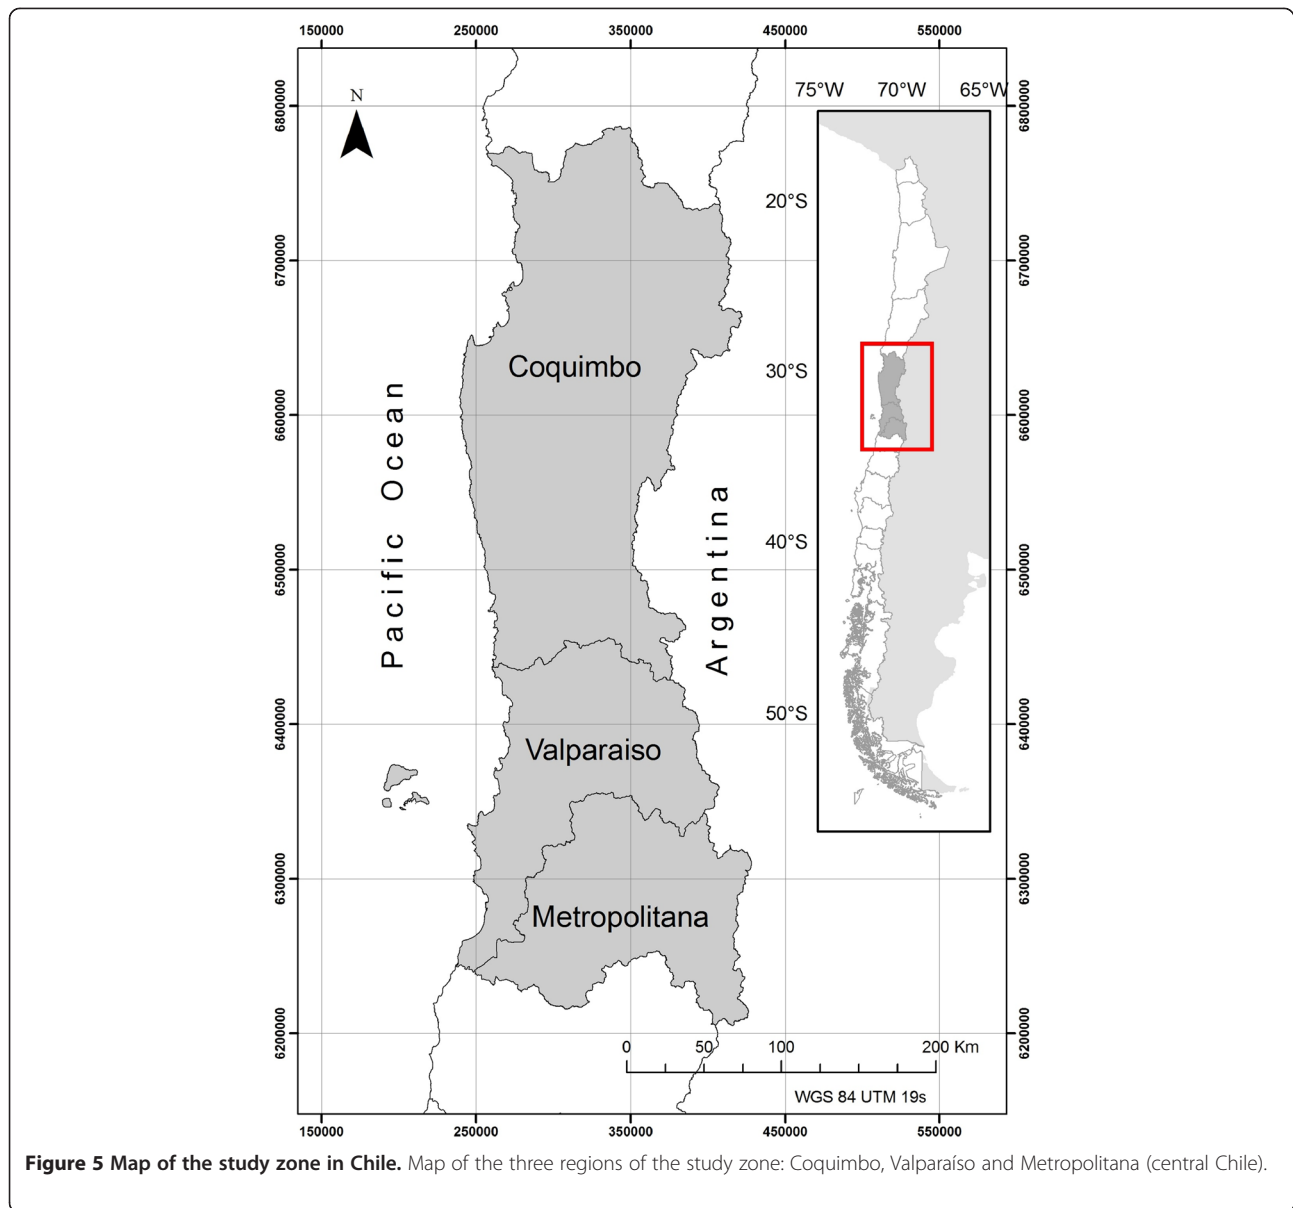 150000 250000 350000 450000 550000
N
75°W 70°W 65°W
6800000 6800000
20°S
6700000 6700000
Coquimbo
30°S
Pacific Ocean
6600000 6600000
Argentina
40°S
6500000 6500000
50°S
6400000 6400000
Valparaiso
6300000 6300000
Metropolitana
6200000 6200000
0 50 100 200 Km
WGS 84 UTM 19s
150000 250000 350000 450000 550000
Figure 5 Map of the study zone in Chile. Map of the three regions of the study zone: Coquimbo, Valparaíso and Metropolitana (central Chile).